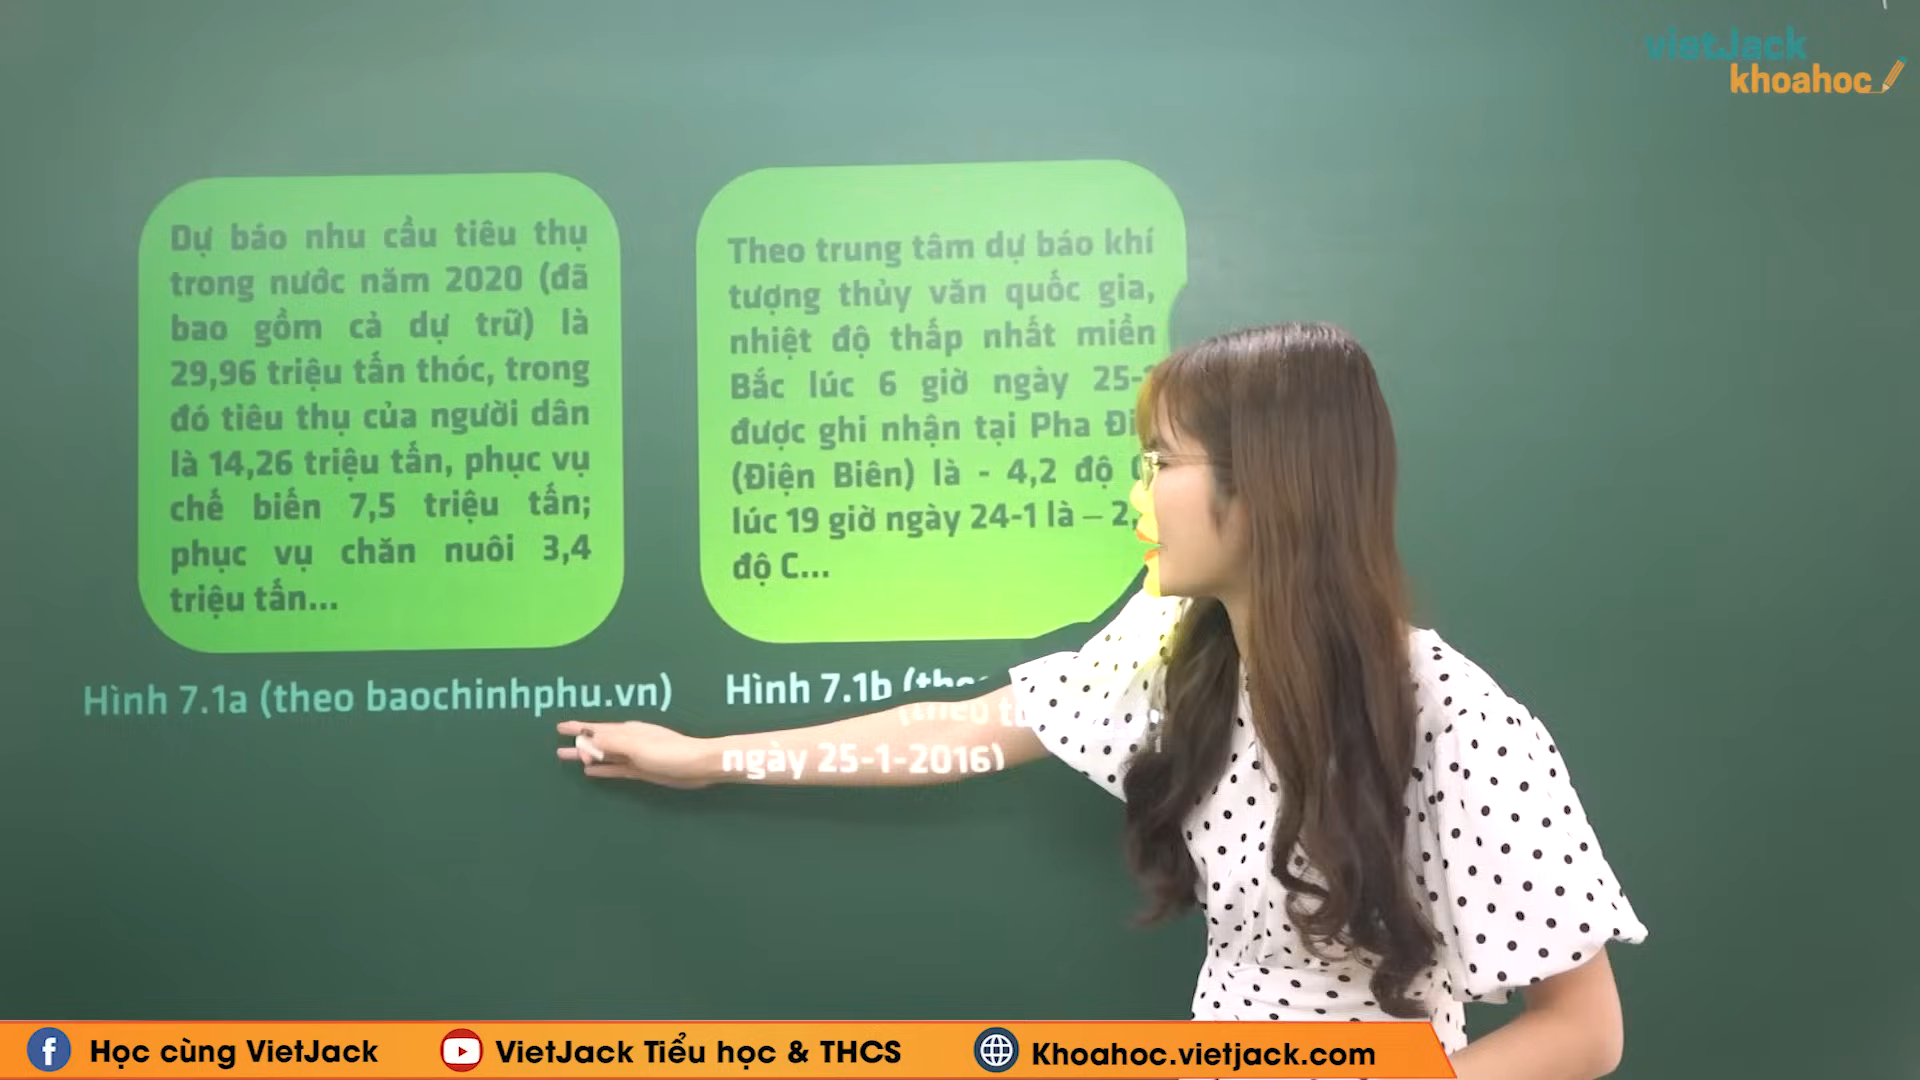 vietJack
khoahoc
Dự báo nhu cầu tiêu thụ
trong nước năm 2020 (đã
bao gồm cả dự trữ) là
29,96 triệu tấn thóc, trong
đó tiêu thụ của người dân
là 14,26 triệu tấn, phục vụ
chế biến 7,5 triệu tấn;
phục vụ chăn nuôi 3,4
triệu tấn...
Hình 7.1a (theo baochinhphu.vn)
Theo trung tâm dự báo khí
tượng thủy văn quốc gia,
nhiệt độ thấp nhất miền
Bắc lúc 6 giờ ngày 25-
được ghi nhận tại Pha
(Điện Biên) là - 4,2 độ
lúc 19 giờ ngày 24-1 là – 2,
độ C...
Hình 7.1b (theo
ngày 25-1-2016)
Học cùng VietJack
VietJack Tiểu học & THCS
Khoahoc.vietjack.com